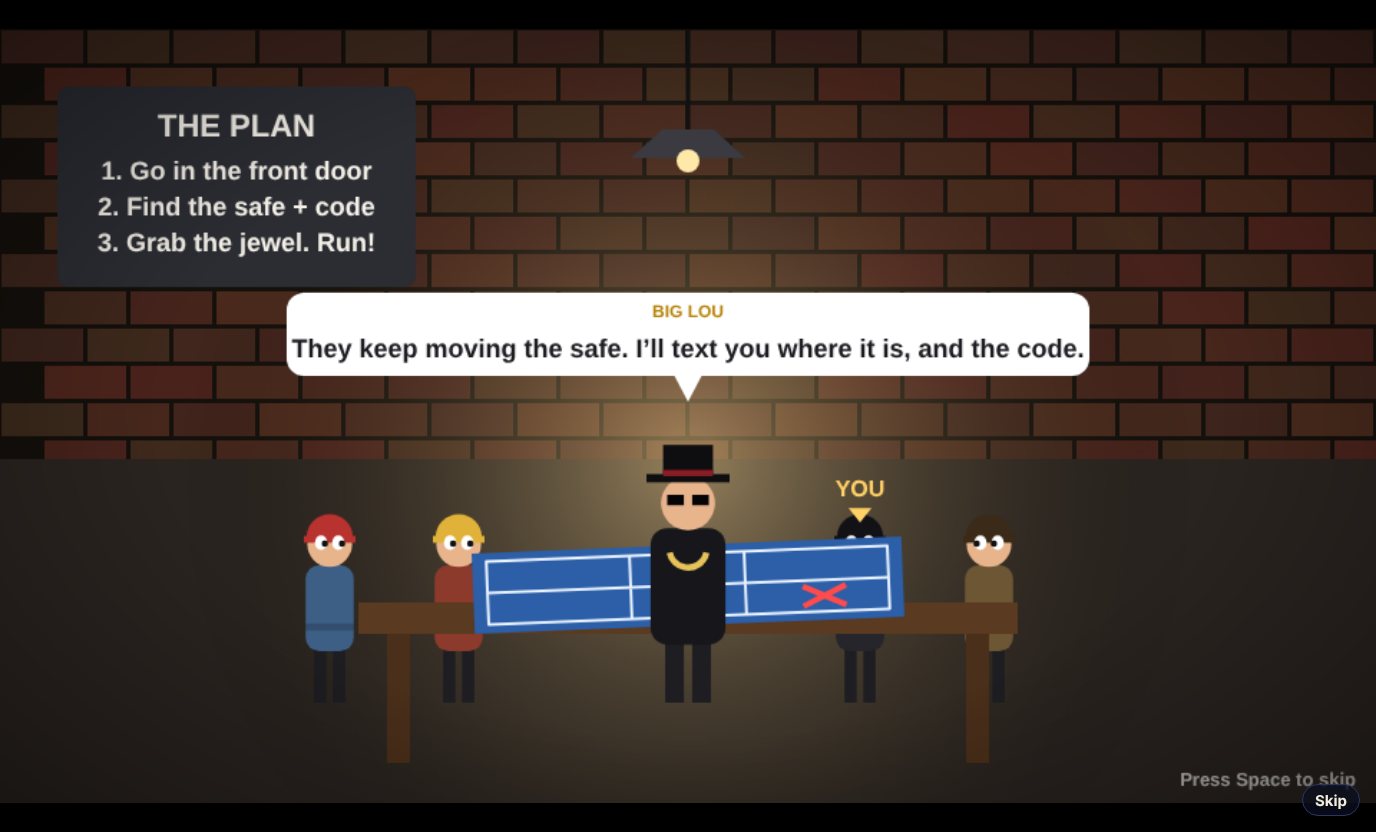 THE PLAN
1. Go in the front door
2. Find the safe + code
3. Grab the jewel. Run!
BIG LOU
They keep moving the safe. I’ll text you where it is, and the code.
YOU
Press Space to skip
Skip